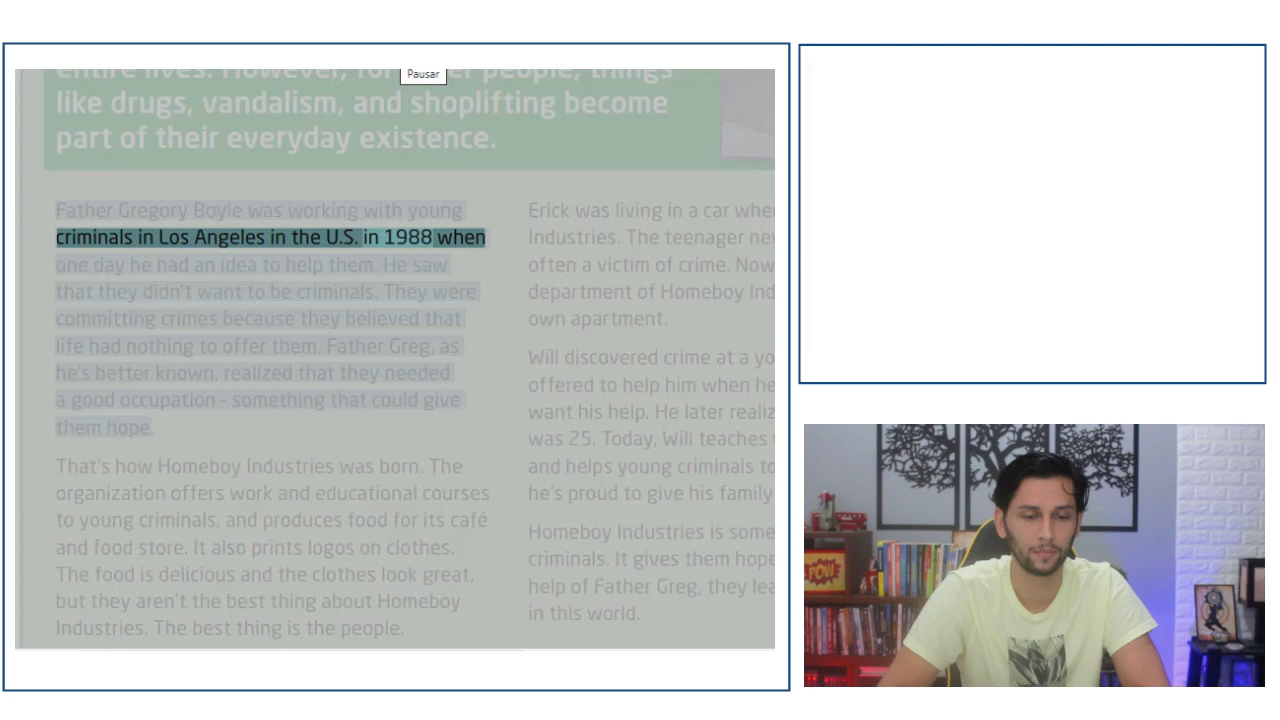 entire lives. However, for
er people, things
Pausar
like drugs, vandalism, and shoplifting become
part of their everyday existence.
Father Gregory Boyle was working with young
criminals in Los Angeles in the U.S. in 1988 when
one day he had an idea to help them. He saw
that they didn't want to be criminals. They were
committing crimes because they believed that
life had nothing to offer them. Father Greg, as
he's better known, realized that they needed
a good occupation – something that could give
them hope.
That's how Homeboy Industries was born. The
organization offers work and educational courses
to young criminals, and produces food for its café
and food store. It also prints logos on clothes.
The food is delicious and the clothes look great,
but they aren't the best thing about Homeboy
Industries. The best thing is the people.
Erick was living in a car
Industries. The teenager
often a victim of crime. Now
department of Homeboy
own apartment.
Will discovered crime at a
offered to help him when he
want his help. He later
was 25. Today, Will teaches
and helps young criminals
he's proud to give his family
Homeboy Industries is
criminals. It gives them hope
help of Father Greg, they
in this world.
POW